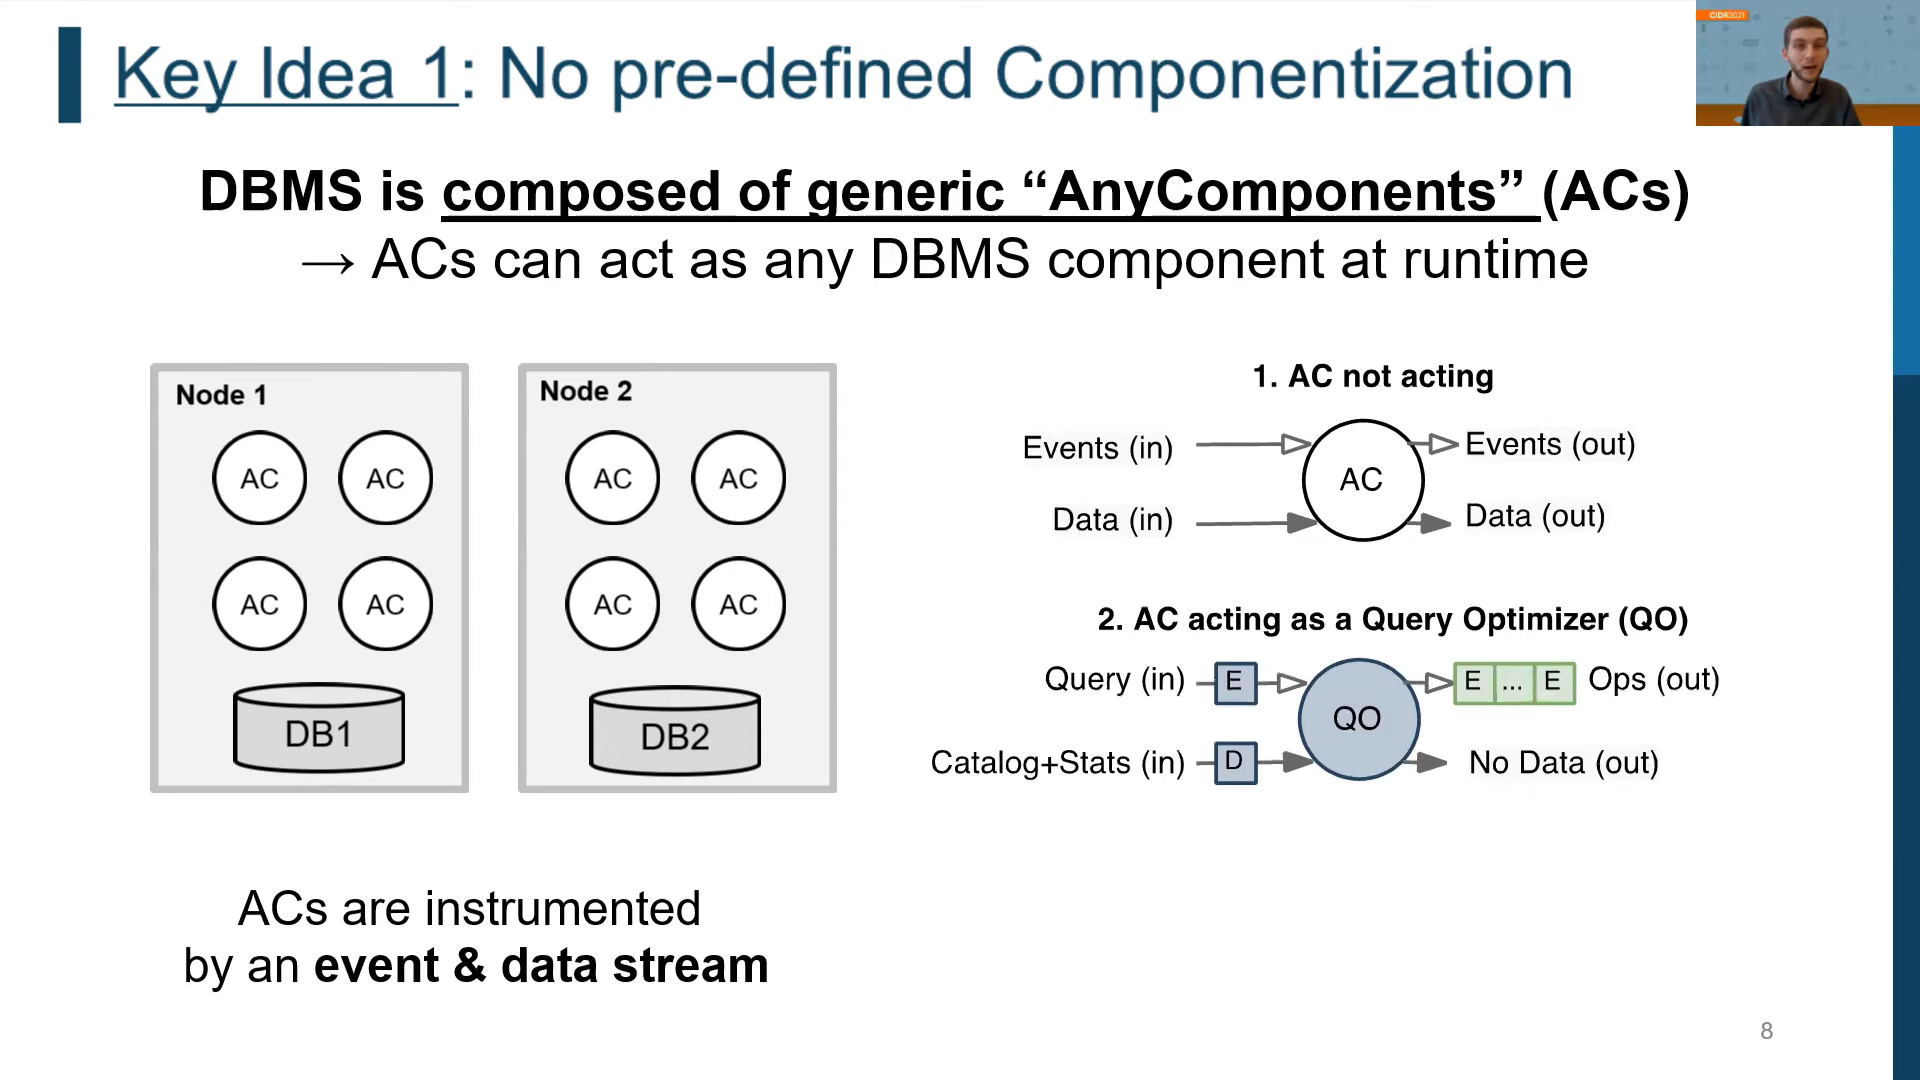 Key Idea 1: No pre-defined Componentization
CIDR2021
DBMS is composed of generic “AnyComponents” (ACs)
→ ACs can act as any DBMS component at runtime
Node 1
AC AC
AC AC
DB1
Node 2
AC AC
AC AC
DB2
1. AC not acting
Events (in) AC Events (out)
Data (in) Data (out)
2. AC acting as a Query Optimizer (QO)
Query (in) E QO E ... E Ops (out)
Catalog+Stats (in) D No Data (out)
ACs are instrumented
by an event & data stream
8